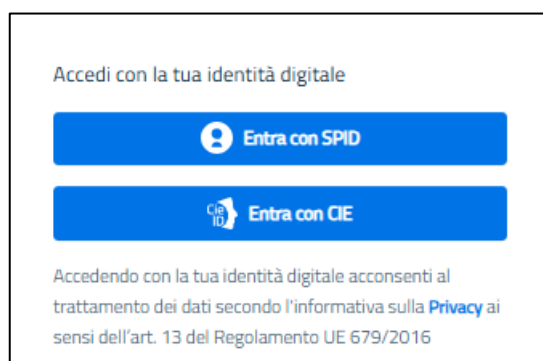 Accedi con la tua identità digitale
Entra con SPID
Cie ID Entra con CIE
Accedendo con la tua identità digitale acconsenti al
trattamento dei dati secondo l'informativa sulla Privacy ai
sensi dell'art. 13 del Regolamento UE 679/2016